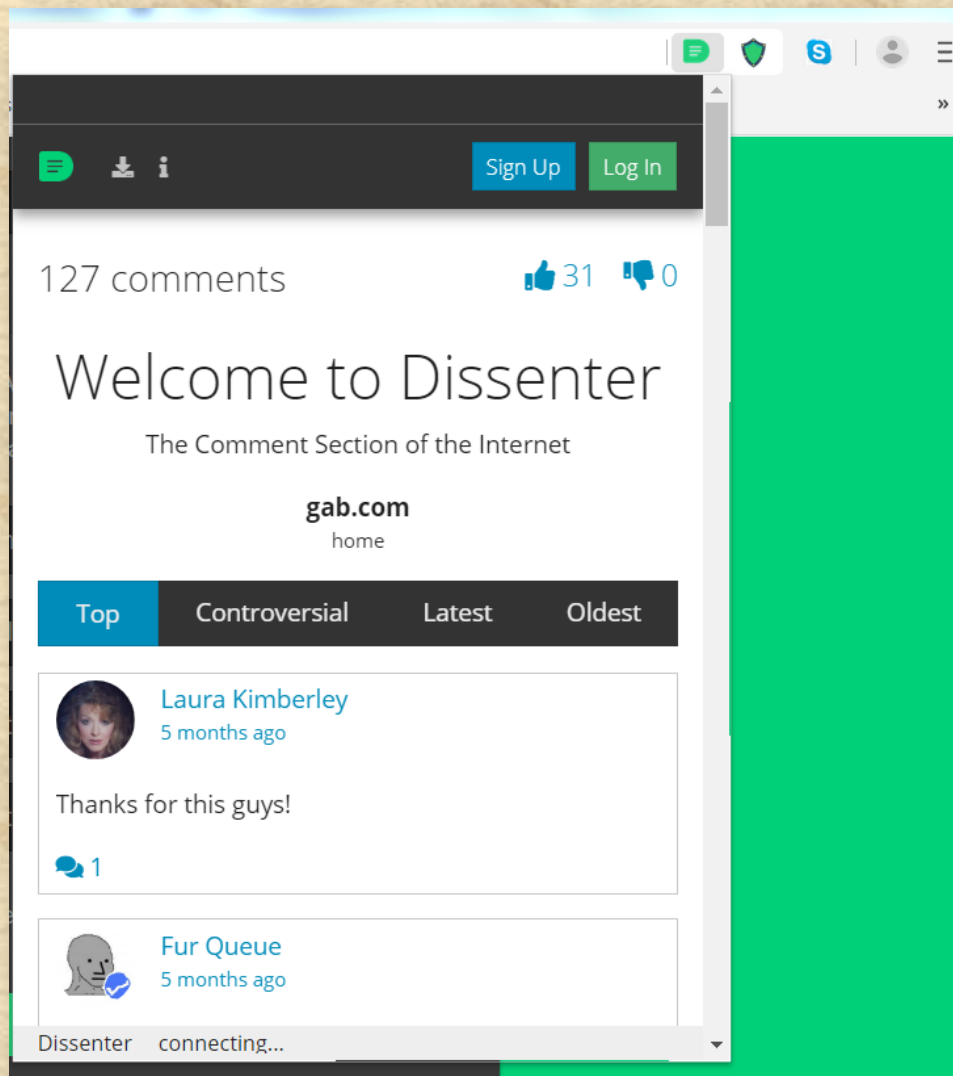 S
»
Sign Up Log In
127 comments 31 0
Welcome to Dissenter
The Comment Section of the Internet
gab.com
home
Top Controversial Latest Oldest
Laura Kimberley
5 months ago
Thanks for this guys!
1
Fur Queue
5 months ago
Dissenter connecting...